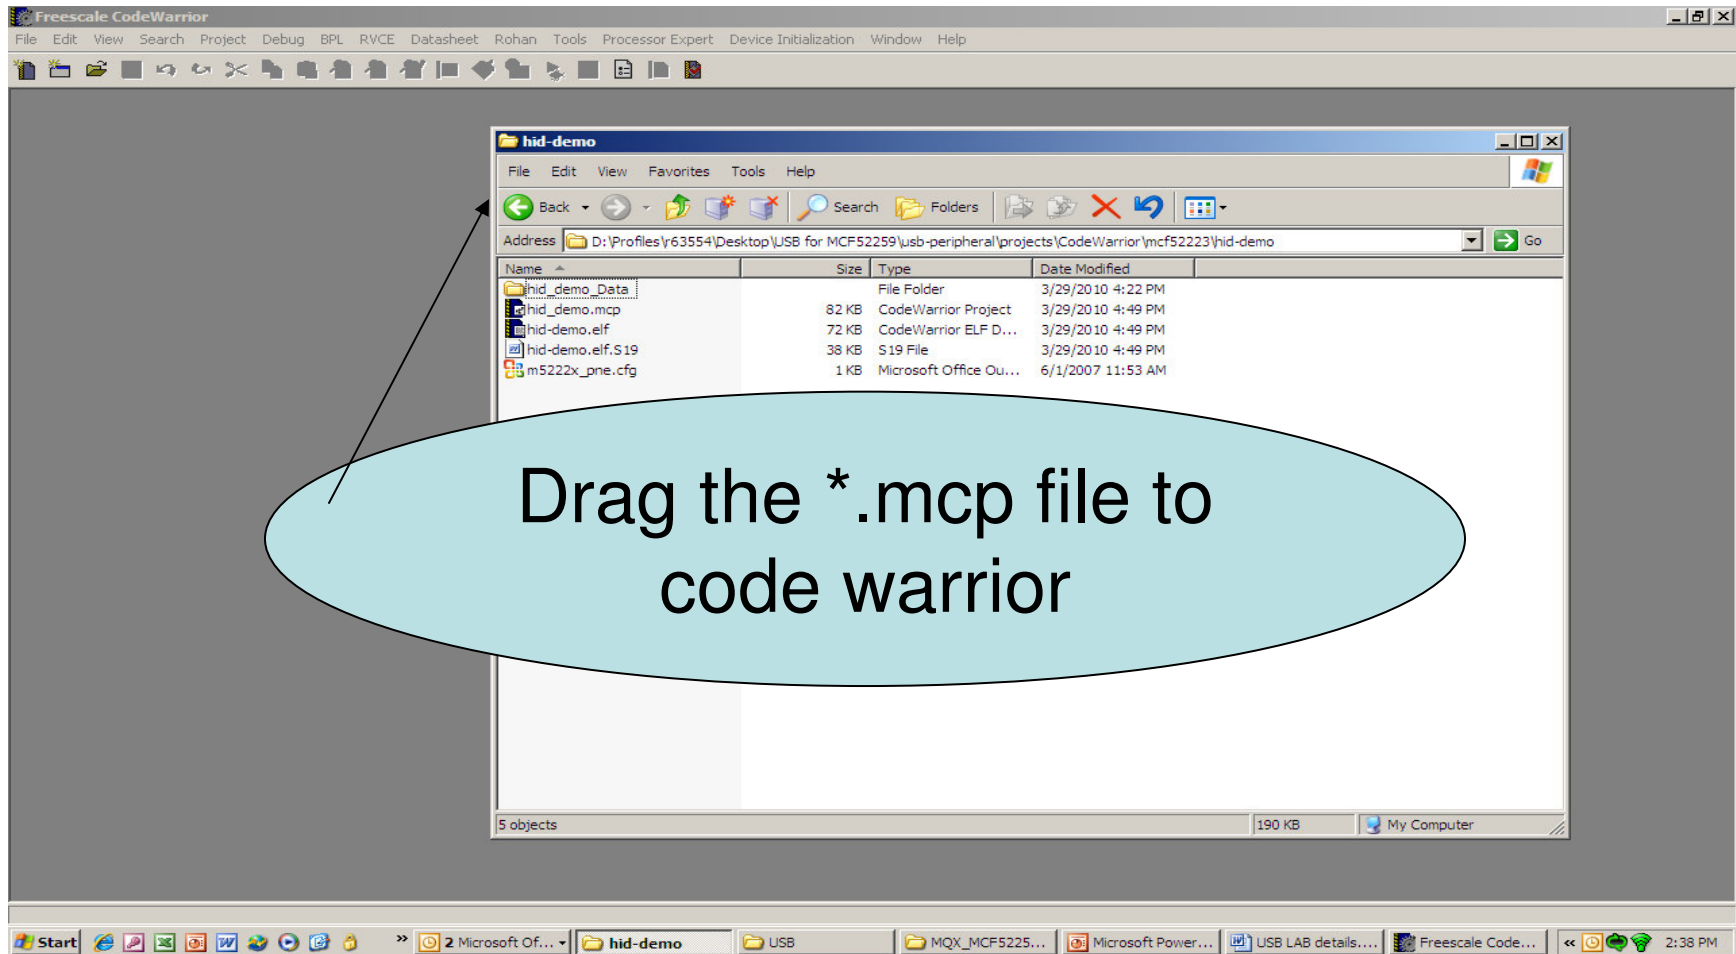 Freescale CodeWarrior
File Edit View Search Project Debug BPL RVCE Datasheet Rohan Tools Processor Expert Device Initialization Window Help
hid-demo
File Edit View Favorites Tools Help
Back Search Folders
Address D:\Profiles\r63554\Desktop\USB for MCF52259\usb-peripheral\projects\CodeWarrior\mcf52223\hid-demo Go
Name Size Type Date Modified
hid_demo_Data File Folder 3/29/2010 4:22 PM
hid_demo.mcp 82 KB CodeWarrior Project 3/29/2010 4:49 PM
hid-demo.elf 72 KB CodeWarrior ELF D... 3/29/2010 4:49 PM
hid-demo.elf.S19 38 KB S19 File 3/29/2010 4:49 PM
m5222x_pne.cfg 1 KB Microsoft Office Ou... 6/1/2007 11:53 AM
Drag the *.mcp file to
code warrior
5 objects 190 KB My Computer
Start » 2 Microsoft Of... hid-demo USB MQX_MCF5225... Microsoft Power... USB LAB details.... Freescale Code... « 2:38 PM